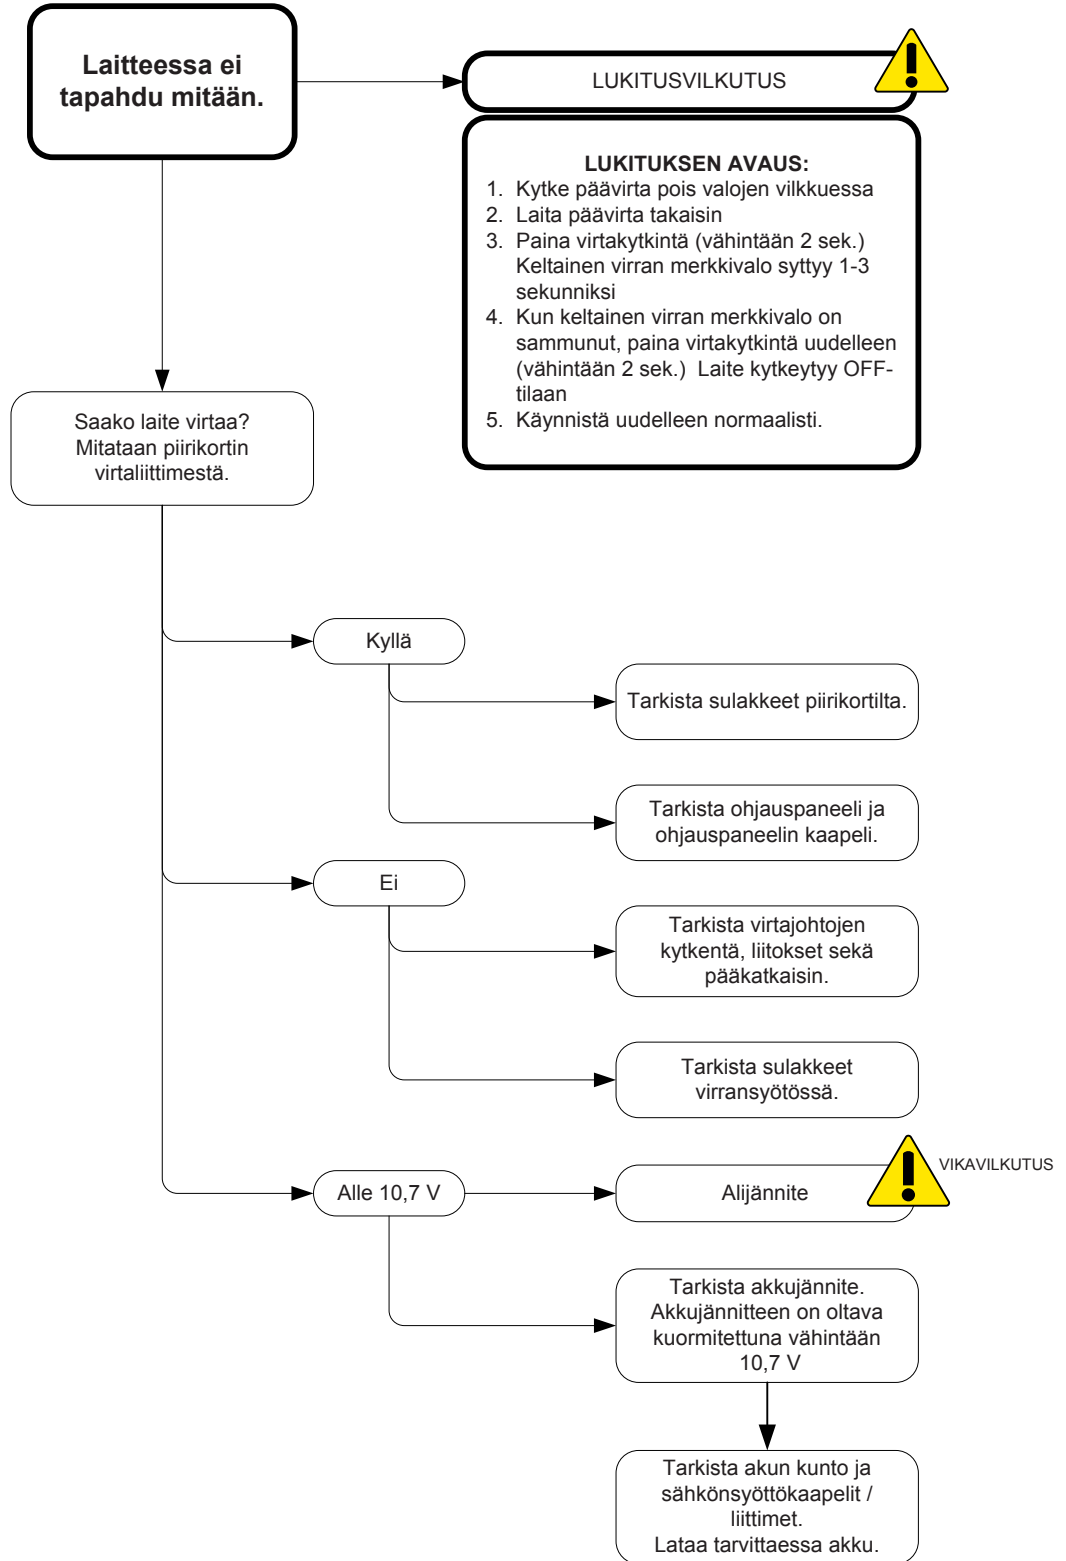 Laitteessa ei
tapahdu mitään.
LUKITUSVILKUTUS
LUKITUKSEN AVAUS:
1. Kytke päävirta pois valojen vilkkuessa
2. Laita päävirta takaisin
3. Paina virtakytkintä (vähintään 2 sek.)
Keltainen virran merkkivalo syttyy 1-3
sekunniksi
4. Kun keltainen virran merkkivalo on
sammunut, paina virtakytkintä uudelleen
(vähintään 2 sek.) Laite kytkeytyy OFF-
tilaan
5. Käynnistä uudelleen normaalisti.
Saako laite virtaa?
Mitataan piirikortin
virtaliittimestä.
Kyllä
Tarkista sulakkeet piirikortilta.
Tarkista ohjauspaneeli ja
ohjauspaneelin kaapeli.
Ei
Tarkista virtajohtojen
kytkentä, liitokset sekä
pääkatkaisin.
Tarkista sulakkeet
virransyötössä.
Alle 10,7 V
Alijännite
VIKAVILKUTUS
Tarkista akkujännite.
Akkujännitteen on oltava
kuormitettuna vähintään
10,7 V
Tarkista akun kunto ja
sähkönsyöttökaapelit /
liittimet.
Lataa tarvittaessa akku.